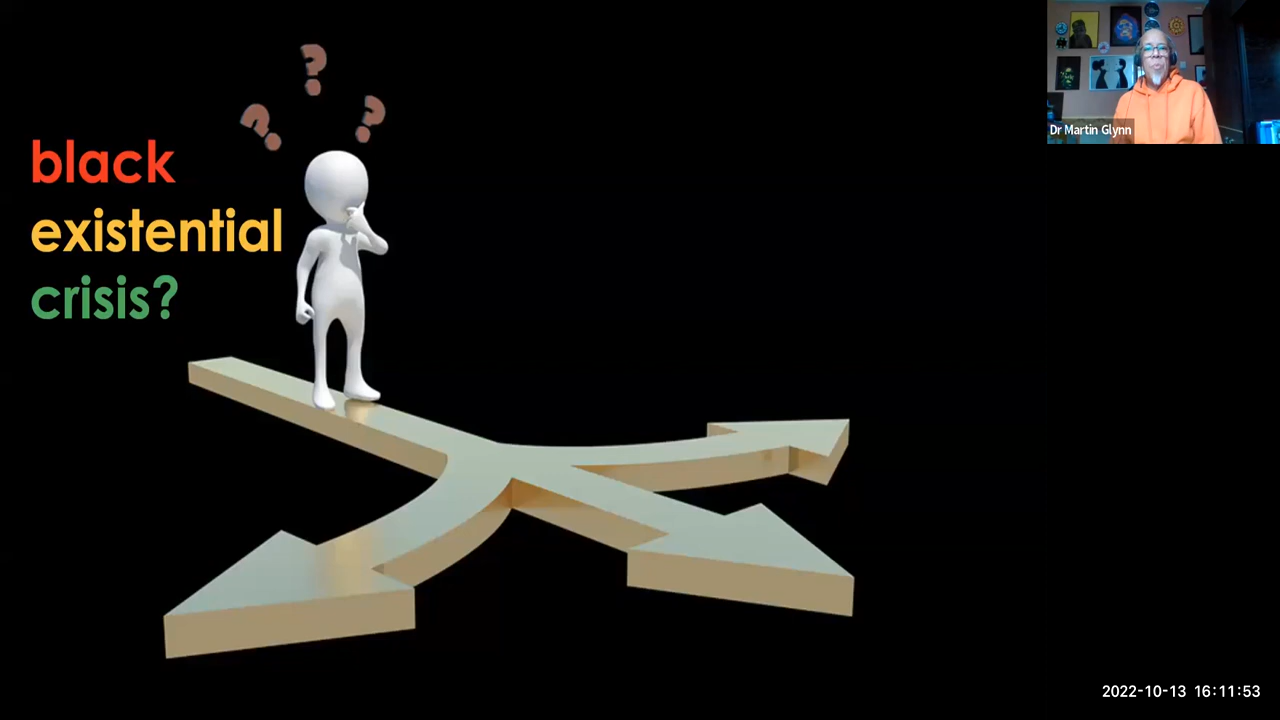 black
existential
crisis?
? ? ?
Dr Martin Glynn
2022-10-13 16:11:53